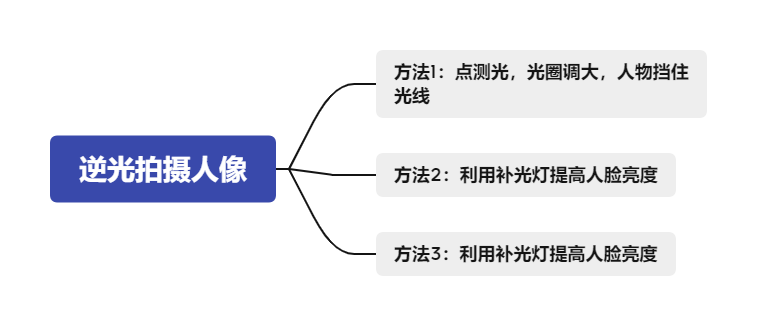 逆光拍摄人像
方法1：点测光，光圈调大，人物挡住
光线
方法2：利用补光灯提高人脸亮度
方法3：利用补光灯提高人脸亮度